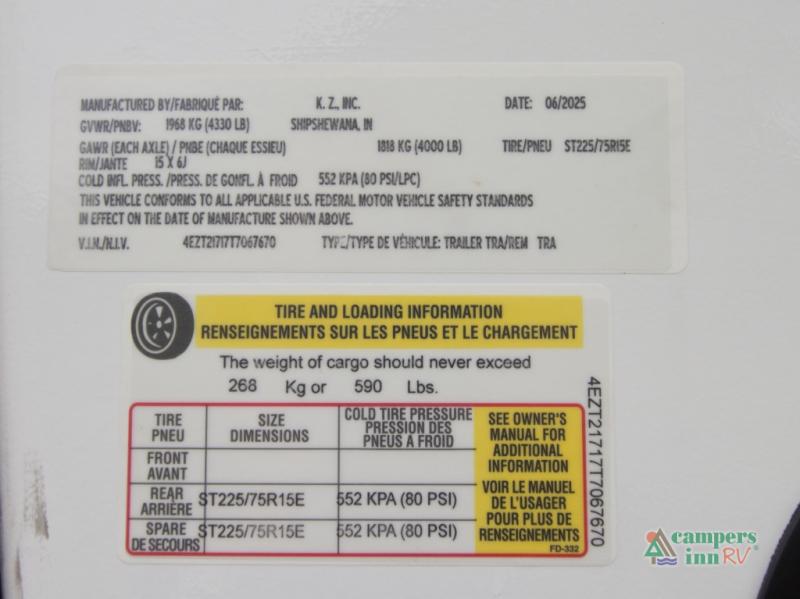 MANUFACTURED BY/FABRIQUÉ PAR: K. Z., INC. DATE: 06/2025
GVWR/PNBV: 1968 KG (4330 LB) SHIPSHEWANA, IN
GAWR (EACH AXLE) / PNBE (CHAQUE ESSIEU) 1818 KG (4000 LB) TIRE/PNEU ST225/75R15E
RIM/JANTE 15 X 6J
COLD INFL. PRESS. /PRESS. DE GONFL. À FROID 552 KPA (80 PSI/LPC)
THIS VEHICLE CONFORMS TO ALL APPLICABLE U.S. FEDERAL MOTOR VEHICLE SAFETY STANDARDS
IN EFFECT ON THE DATE OF MANUFACTURE SHOWN ABOVE.
V.I.N./N.I.V. 4EZT21717T7067670 TYPE/TYPE DE VÉHICULE: TRAILER TRA/REM TRA
TIRE AND LOADING INFORMATION
RENSEIGNEMENTS SUR LES PNEUS ET LE CHARGEMENT
The weight of cargo should never exceed
268 Kg or 590 Lbs.
TIRE
PNEU
SIZE
DIMENSIONS
COLD TIRE PRESSURE
PRESSION DES
PNEUS A FROID
FRONT
AVANT
REAR
ARRIÈRE
ST225/75R15E
552 KPA (80 PSI)
SPARE
DE SECOURS
ST225/75R15E
552 KPA (80 PSI)
SEE OWNER'S
MANUAL FOR
ADDITIONAL
INFORMATION
VOIR LE MANUEL
DE L'USAGER
POUR PLUS DE
RENSEIGNEMENTS
FD-332
4EZT21717T7067670
campers
inn RV